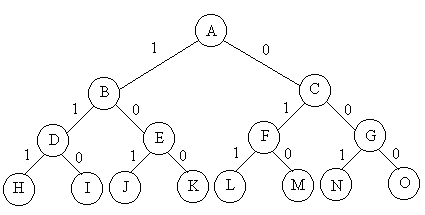 A
1 0
B C
1 0 1 0
D E F G
1 0 1 0 1 0 1 0
H I J K L M N O